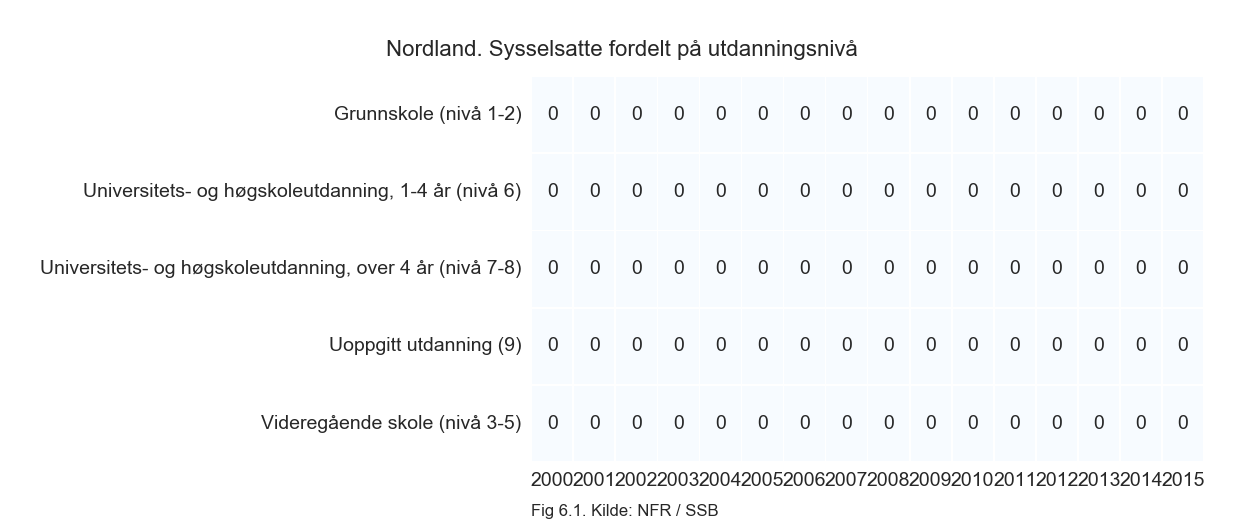 Nordland. Sysselsatte fordelt på utdanningsnivå
Grunnskole (nivå 1-2) 0 0 0 0 0 0 0 0 0 0 0 0 0 0 0 0
Universitets- og høgskoleutdanning, 1-4 år (nivå 6) 0 0 0 0 0 0 0 0 0 0 0 0 0 0 0 0
Universitets- og høgskoleutdanning, over 4 år (nivå 7-8) 0 0 0 0 0 0 0 0 0 0 0 0 0 0 0 0
Uoppgitt utdanning (9) 0 0 0 0 0 0 0 0 0 0 0 0 0 0 0 0
Videregående skole (nivå 3-5) 0 0 0 0 0 0 0 0 0 0 0 0 0 0 0 0
2000 2001 2002 2003 2004 2005 2006 2007 2008 2009 2010 2011 2012 2013 2014 2015
Fig 6.1. Kilde: NFR / SSB